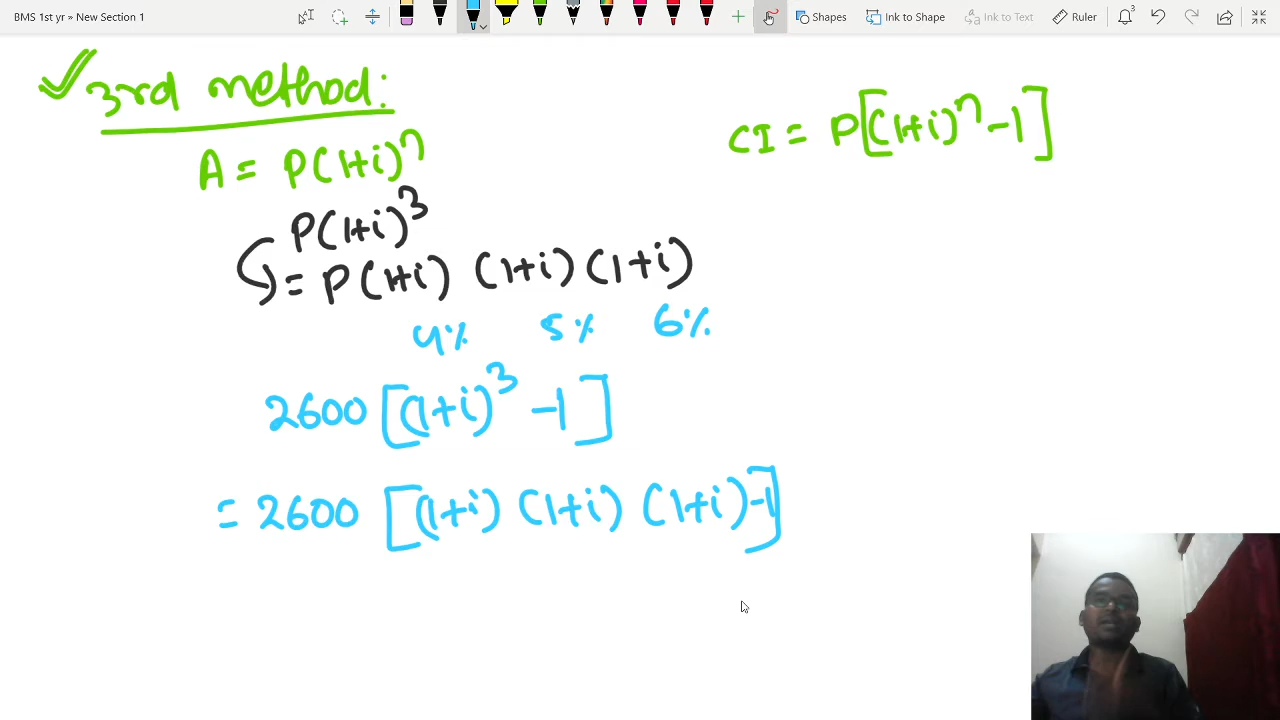 BMS 1st yr » New Section 1
Shapes
Ink to Shape
Ink to Text
Ruler
3rd method:
A = P(1+i)^n
CI = P[(1+i)^n - 1]
P(1+i)^3
= P(1+i) (1+i) (1+i)
4% 5% 6%
2600 [(1+i)^3 - 1]
= 2600 [(1+i) (1+i) (1+i) - 1]